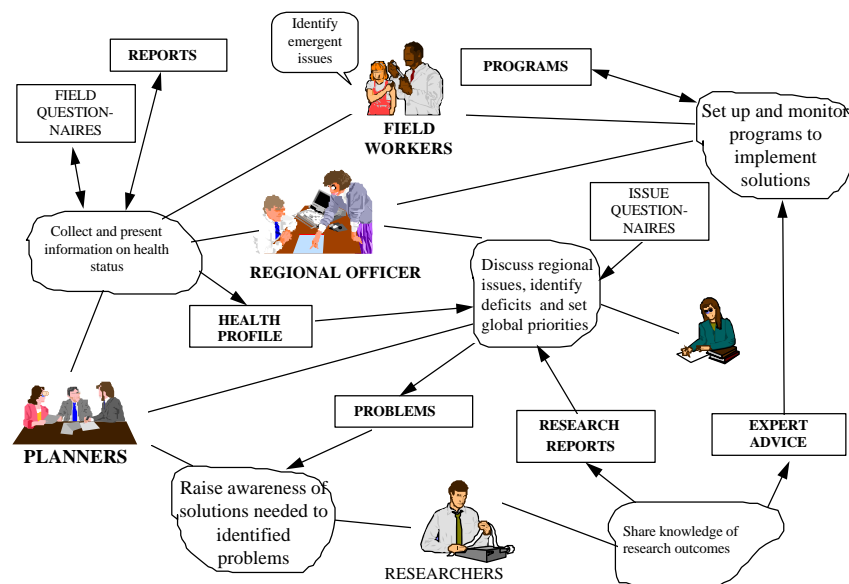 Identify
emergent
issues
REPORTS
PROGRAMS
FIELD
QUESTION-
NAIRES
FIELD
WORKERS
Set up and monitor
programs to
implement
solutions
Collect and present
information on health
status
REGIONAL OFFICER
ISSUE
QUESTION-
NAIRES
Discuss regional
issues, identify
deficits and set
global priorities
HEALTH
PROFILE
PROBLEMS
RESEARCH
REPORTS
EXPERT
ADVICE
PLANNERS
Raise awareness of
solutions needed to
identified
problems
RESEARCHERS
Share knowledge of
research outcomes